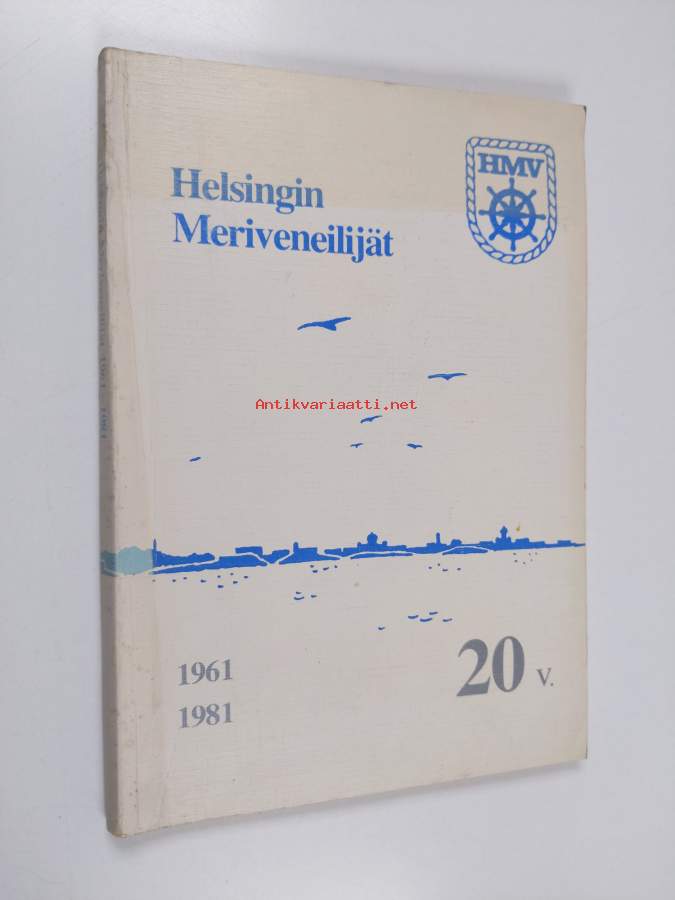 HMV
Helsingin
Meriveneilijät
Antikvariaatti.net
1961
1981
20 v.